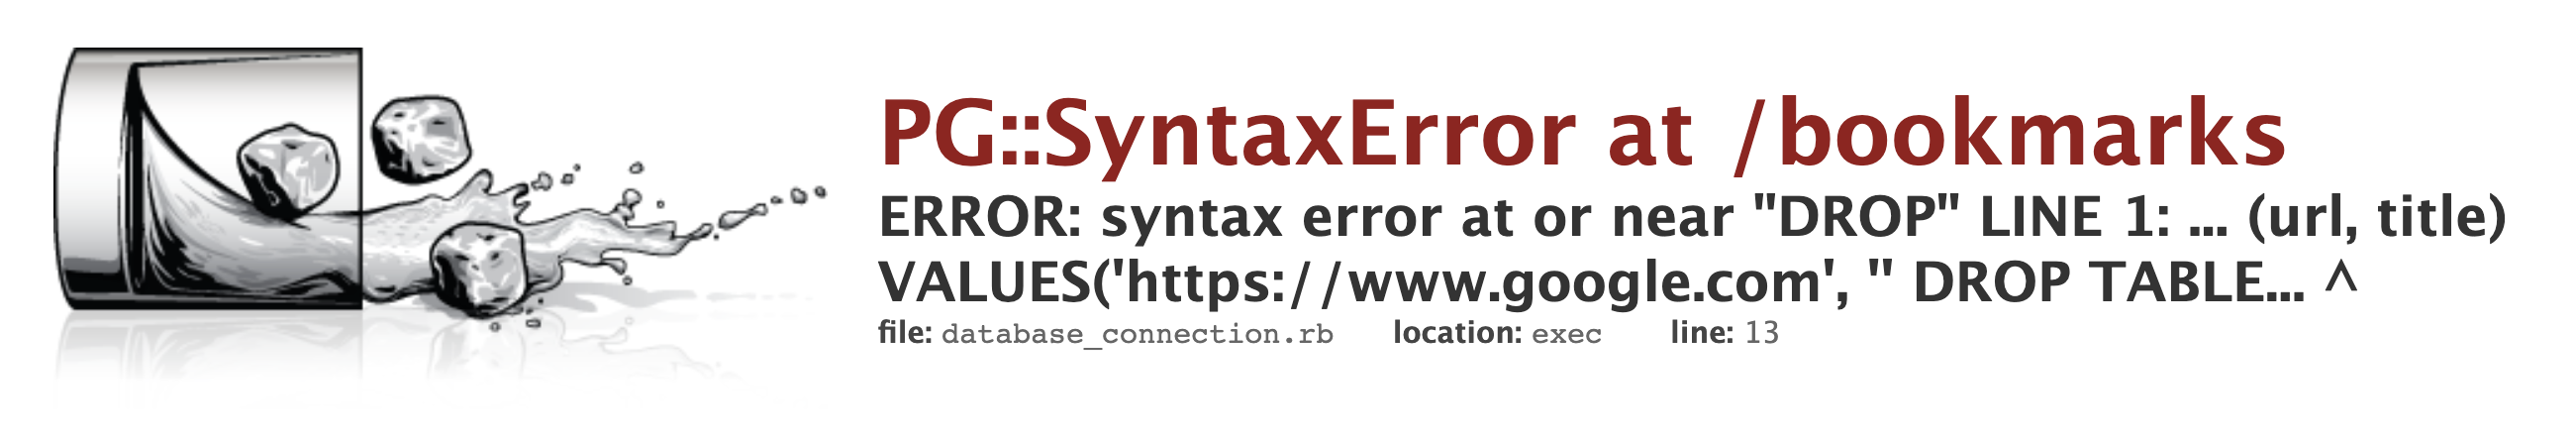 PG::SyntaxError at /bookmarks
ERROR: syntax error at or near "DROP" LINE 1: ... (url, title)
VALUES('https://www.google.com', '' DROP TABLE... ^
file: database_connection.rb location: exec line: 13